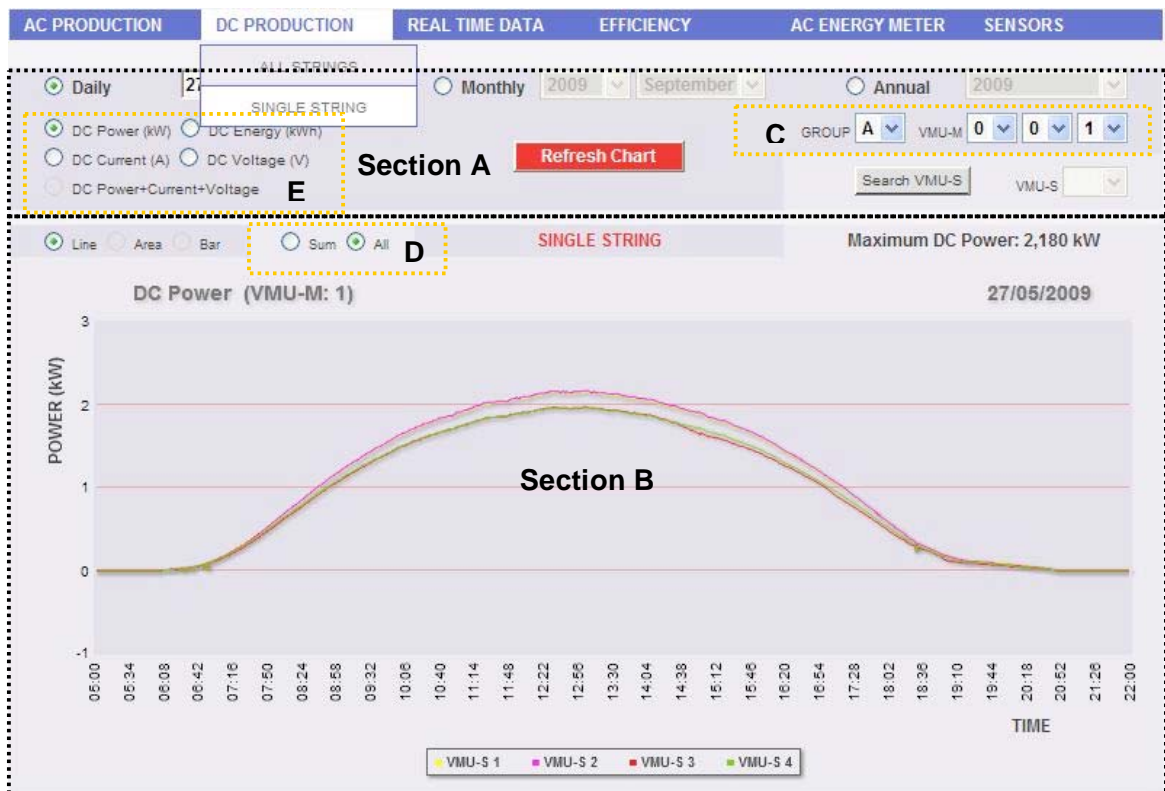 AC PRODUCTION DC PRODUCTION REAL TIME DATA EFFICIENCY AC ENERGY METER SENSORS
ALL STRINGS
SINGLE STRING
Daily 27 Monthly 2009 September Annual 2009
DC Power (kW) DC Energy (kWh)
DC Current (A) DC Voltage (V)
DC Power+Current+Voltage
E
Section A
Refresh Chart
C GROUP A VMU-M 0 0 1
Search VMU-S VMU-S
Line Area Bar Sum All D SINGLE STRING Maximum DC Power: 2,180 kW
DC Power (VMU-M: 1) 27/05/2009
POWER (kW)
3
2
1
0
-1
Section B
05:00 05:34 06:08 06:42 07:16 07:50 08:24 08:58 09:32 10:06 10:40 11:14 11:48 12:22 12:56 13:30 14:04 14:38 15:12 15:46 16:20 16:54 17:28 18:02 18:36 19:10 19:44 20:18 20:52 21:26 22:00
TIME
VMU-S 1 VMU-S 2 VMU-S 3 VMU-S 4